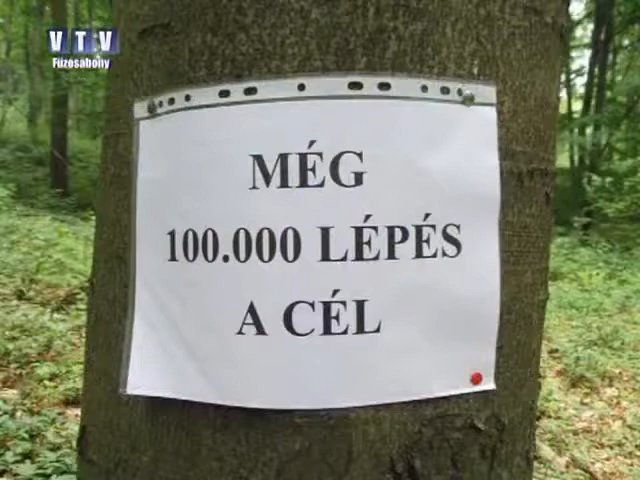 VTV
Füzesabony
MÉG
100.000 LÉPÉS
A CÉL